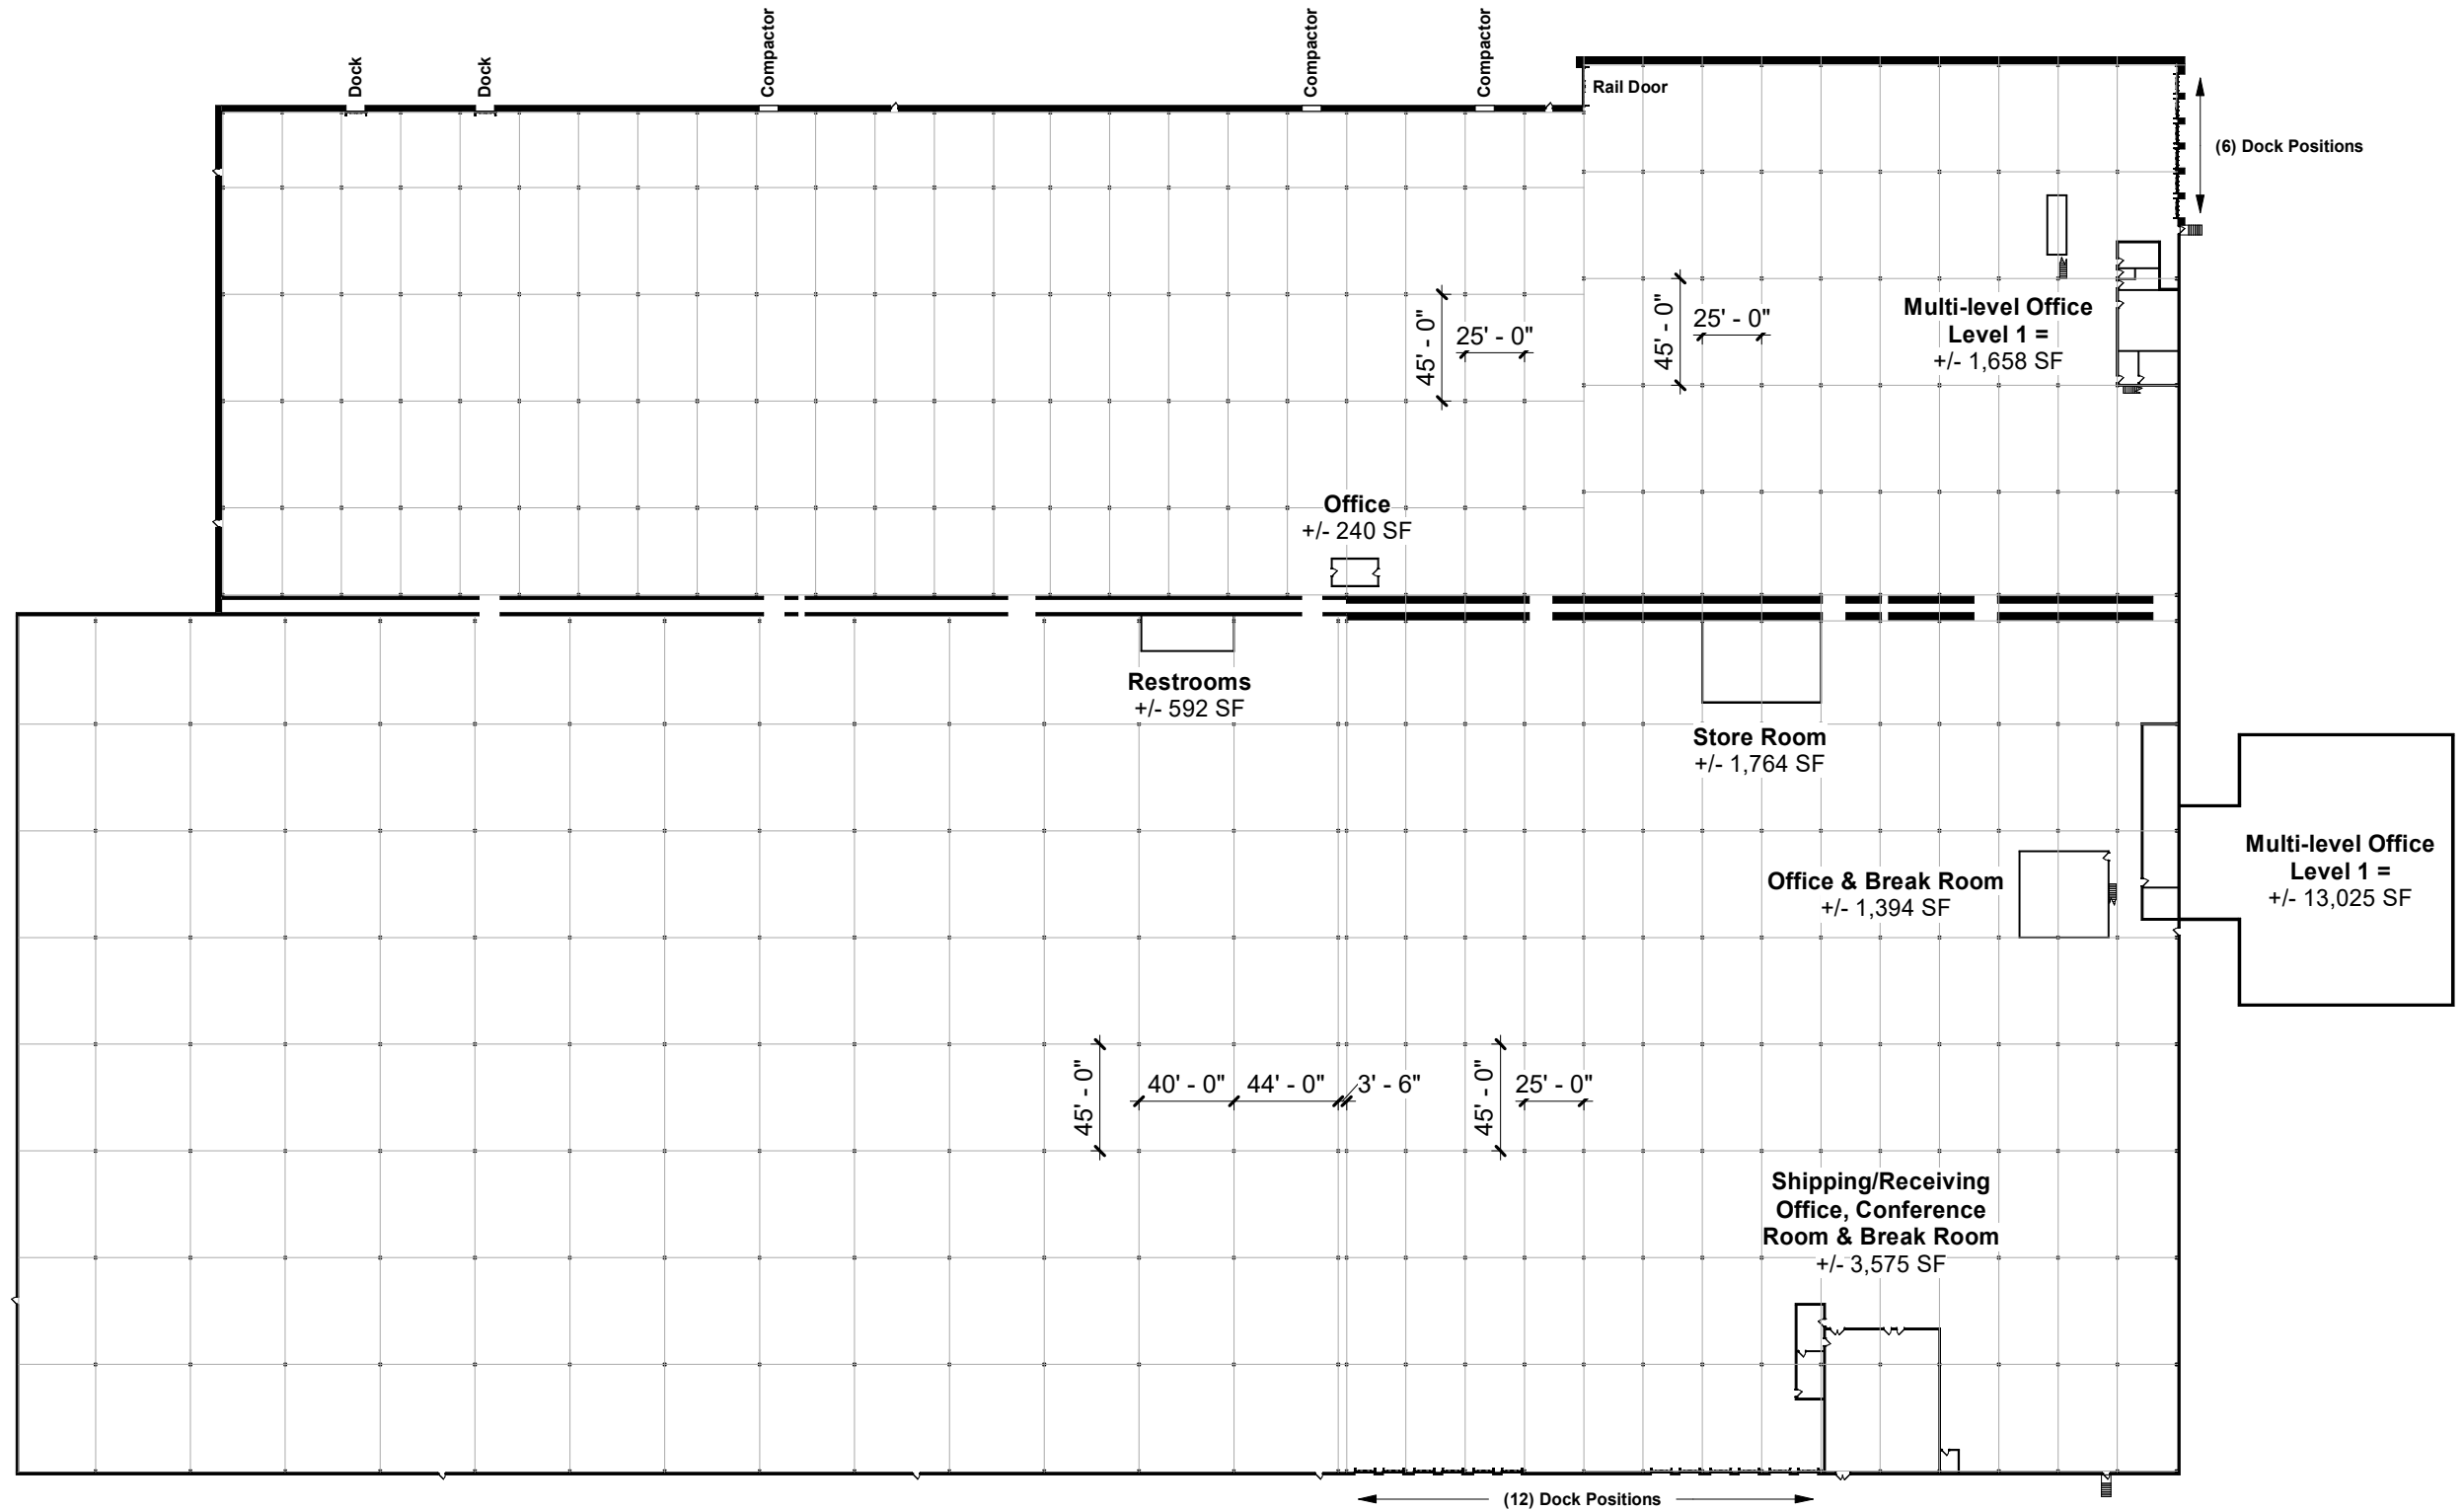 Dock
Dock
Compactor
Compactor
Compactor
Rail Door
(6) Dock Positions
45' - 0"
25' - 0"
45' - 0"
25' - 0"
Multi-level Office
Level 1 =
+/- 1,658 SF
Office
+/- 240 SF
Restrooms
+/- 592 SF
Store Room
+/- 1,764 SF
Office & Break Room
+/- 1,394 SF
Multi-level Office
Level 1 =
+/- 13,025 SF
45' - 0"
40' - 0"
44' - 0"
3' - 6"
45' - 0"
25' - 0"
Shipping/Receiving
Office, Conference
Room & Break Room
+/- 3,575 SF
(12) Dock Positions